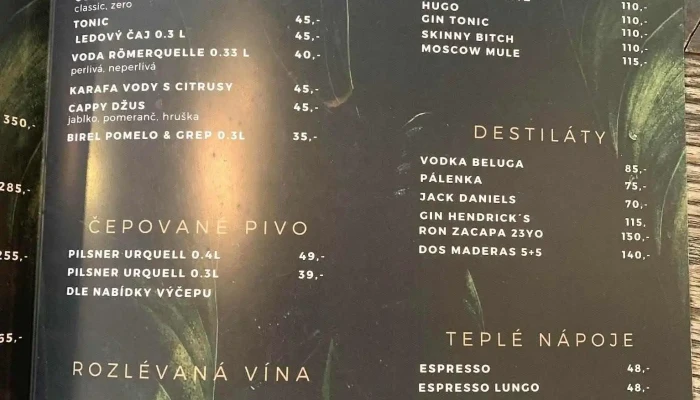 classic, zero
TONIC 45,-
LEDOVÝ ČAJ 0.3 L 45,-
VODA RÖMERQUELLE 0.33 L 40,-
perlivá, neperlivá
KARAFA VODY S CITRUSY 45,-
CAPPY DŽUS 45,-
jablko, pomeranč, hruška
BIREL POMELO & GREP 0.3L 35,-
ČEPOVANÉ PIVO
PILSNER URQUELL 0.4L 49,-
PILSNER URQUELL 0.3L 39,-
DLE NABÍDKY VÝČEPU
ROZLÉVANÁ VÍNA
350,-
285,-
255,-
HUGO 110,-
GIN TONIC 110,-
SKINNY BITCH 110,-
MOSCOW MULE 110,-
115,-
DESTILÁTY
VODKA BELUGA 85,-
PÁLENKA 75,-
JACK DANIELS 70,-
GIN HENDRICK´S 115,
RON ZACAPA 23YO 150,-
DOS MADERAS 5+5 140,-
TEPLÉ NÁPOJE
ESPRESSO 48,-
ESPRESSO LUNGO 48,-